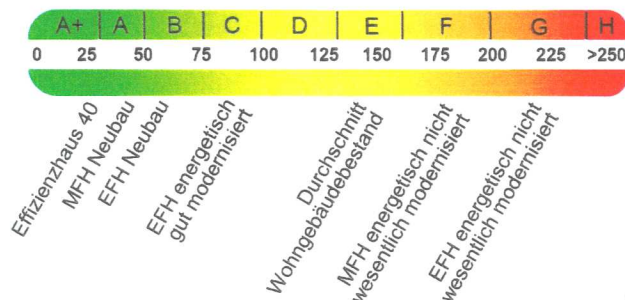 A+ A B C D E F G H
0 25 50 75 100 125 150 175 200 225 >250
Effizienzhaus 40
MFH Neubau
EFH Neubau
EFH energetisch
gut modernisiert
Durchschnitt
Wohngebäudebestand
MFH energetisch nicht
wesentlich modernisiert
EFH energetisch nicht
wesentlich modernisiert